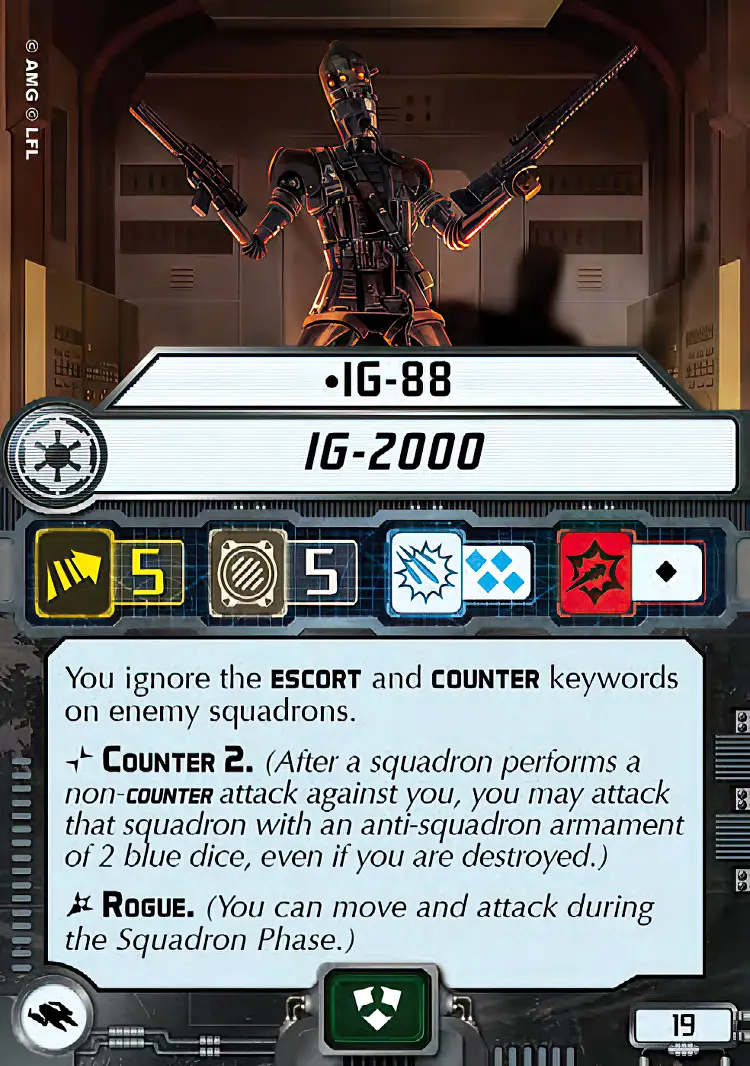 © AMG © LFL
•IG-88
IG-2000
5
5
You ignore the ESCORT and COUNTER keywords
on enemy squadrons.
COUNTER 2. (After a squadron performs a
non-COUNTER attack against you, you may attack
that squadron with an anti-squadron armament
of 2 blue dice, even if you are destroyed.)
ROGUE. (You can move and attack during
the Squadron Phase.)
19